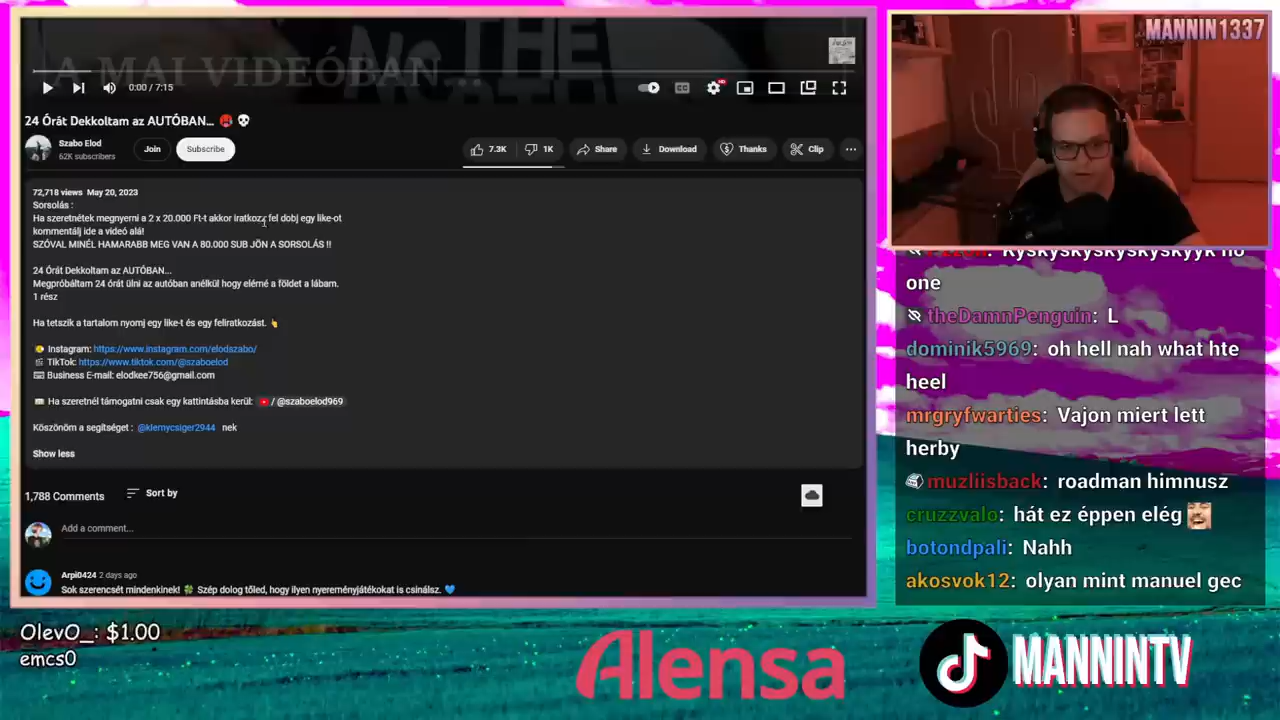 A MAI VIDEÓBAN...
THE
0:00 / 7:15
24 Órát Dekkoltam az AUTÓBAN... 🥵 💀
Szabo Elod
62K subscribers
Join
Subscribe
7.3K
1K
Share
Download
Thanks
Clip
72,718 views May 20, 2023
Sorsolás :
Ha szeretnétek megnyerni a 2 x 20.000 Ft-t akkor iratkozz fel dobj egy like-ot
kommentálj ide a videó alá!
SZÓVAL MINÉL HAMARABB MEG VAN A 80.000 SUB JÖN A SORSOLÁS !!
24 Órát Dekkoltam az AUTÓBAN...
Megpróbáltam 24 órát ülni az autóban anélkül hogy elérné a földet a lábam.
1 rész
Ha tetszik a tartalom nyomj egy like-t és egy feliratkozást. 👆
Instagram: https://www.instagram.com/elodszabo/
TikTok: https://www.tiktok.com/@szaboelod
Business E-mail: elodkee756@gmail.com
Ha szeretnél támogatni csak egy kattintásba kerül: / @szaboelod969
Köszönöm a segítséget : @klemycsiger2944 nek
Show less
1,788 Comments
Sort by
Add a comment...
Arpi0424 2 days ago
Sok szerencsét mindenkinek! 🍀 Szép dolog tőled, hogy ilyen nyereményjátékokat is csinálsz. 💙
MANNIN1337
one
theDamnPenguin: L
dominik5969: oh hell nah what hte
heel
mrgryfwarties: Vajon miert lett
herby
muzliisback: roadman himnusz
cruzzvalo: hát ez éppen elég
botondpali: Nahh
akosvok12: olyan mint manuel gec
OlevO_: $1.00
emcs0
Alensa
MANNINTV